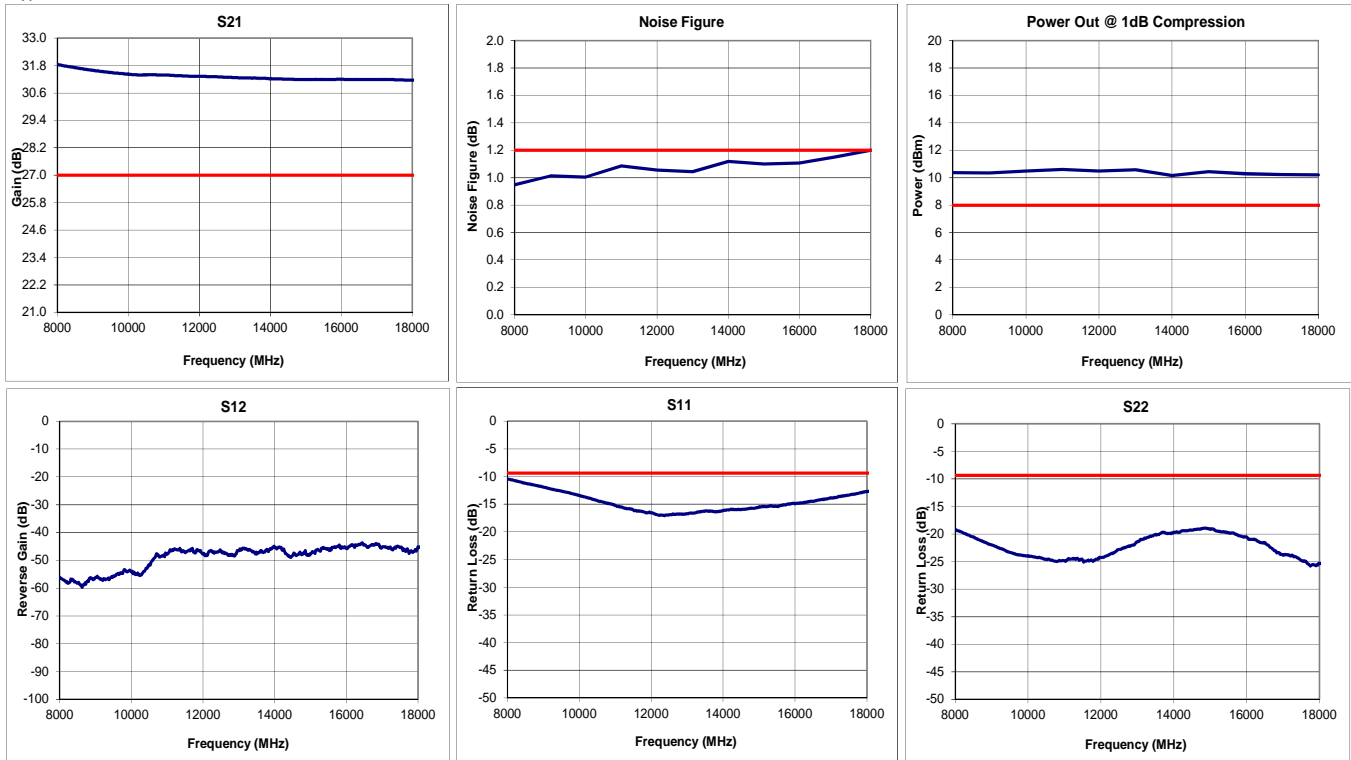 S21
33.0
31.8
30.6
29.4
28.2
27.0
25.8
24.6
23.4
22.2
21.0
Gain (dB)
8000 10000 12000 14000 16000 18000
Frequency (MHz)
Noise Figure
2.0
1.8
1.6
1.4
1.2
1.0
0.8
0.6
0.4
0.2
0.0
Noise Figure (dB)
8000 10000 12000 14000 16000 18000
Frequency (MHz)
Power Out @ 1dB Compression
20
18
16
14
12
10
8
6
4
2
0
Power (dBm)
8000 10000 12000 14000 16000 18000
Frequency (MHz)
S12
0
-10
-20
-30
-40
-50
-60
-70
-80
-90
-100
Reverse Gain (dB)
8000 10000 12000 14000 16000 18000
Frequency (MHz)
S11
0
-5
-10
-15
-20
-25
-30
-35
-40
-45
-50
Return Loss (dB)
8000 10000 12000 14000 16000 18000
Frequency (MHz)
S22
0
-5
-10
-15
-20
-25
-30
-35
-40
-45
-50
Return Loss (dB)
8000 10000 12000 14000 16000 18000
Frequency (MHz)